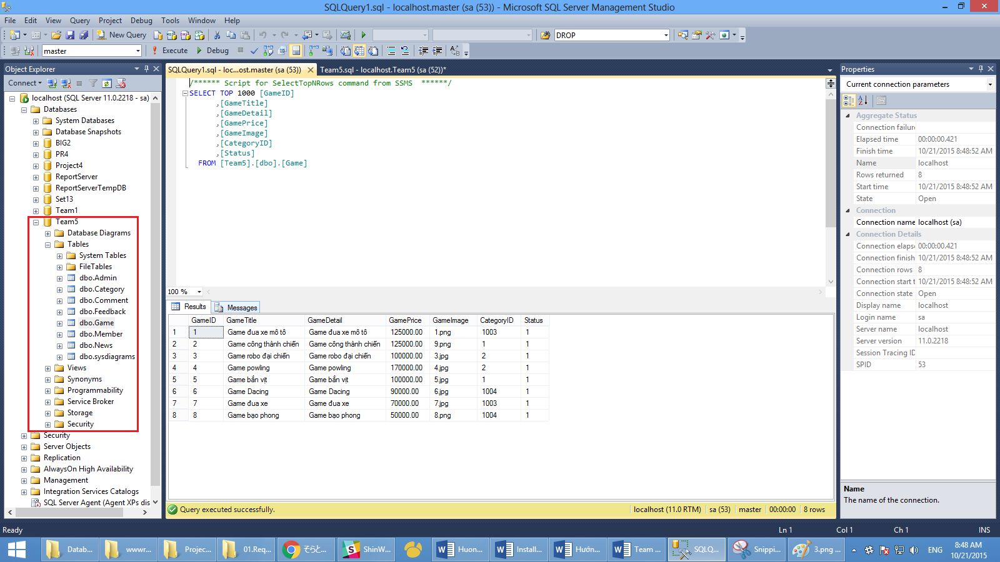 SQLQuery1.sql - localhost.master (sa (53)) - Microsoft SQL Server Management Studio
File Edit View Query Project Debug Tools Window Help
New Query DROP
master Execute Debug
Object Explorer
Connect
localhost (SQL Server 11.0.2218 - sa)
Databases
System Databases
Database Snapshots
BIG2
PR4
Project4
ReportServer
ReportServerTempDB
Set13
Team1
Team5
Database Diagrams
Tables
System Tables
FileTables
dbo.Admin
dbo.Category
dbo.Comment
dbo.Feedback
dbo.Game
dbo.Member
dbo.News
dbo.sysdiagrams
Views
Synonyms
Programmability
Service Broker
Storage
Security
Security
Server Objects
Replication
AlwaysOn High Availability
Management
Integration Services Catalogs
SQL Server Agent (Agent XPs dis
SQLQuery1.sql - loc...ost.master (sa (53)) Team5.sql - localhost.Team5 (sa (52))*
/****** Script for SelectTopNRows command from SSMS ******/
SELECT TOP 1000 [GameID]
,[GameTitle]
,[GameDetail]
,[GamePrice]
,[GameImage]
,[CategoryID]
,[Status]
FROM [Team5].[dbo].[Game]
100 %
Results Messages
GameID GameTitle GameDetail GamePrice GameImage CategoryID Status
1 1 Game đua xe mô tô Game đua xe mô tô 125000.00 1.png 1003 1
2 2 Game công thành chiến Game công thành chiến 125000.00 9.png 1 1
3 3 Game robo đại chiến Game robo đại chiến 100000.00 3.jpg 2 1
4 4 Game powling Game powling 170000.00 4.jpg 2 1
5 5 Game bắn vịt Game bắn vịt 100000.00 5.jpg 1 1
6 6 Game Dacing Game Dacing 90000.00 6.jpg 1004 1
7 7 Game đua xe Game đua xe 70000.00 7.jpg 1003 1
8 8 Game bạo phong Game bạo phong 50000.00 8.png 1004 1
Query executed successfully. localhost (11.0 RTM) sa (53) master 00:00:00 8 rows
Properties
Current connection parameters
Aggregate Status
Connection failure
Elapsed time 00:00:00.421
Finish time 10/21/2015 8:48:52 AM
Name localhost
Rows returned 8
Start time 10/21/2015 8:48:52 AM
State Open
Connection
Connection name localhost (sa)
Connection Details
Connection elaps 00:00:00.421
Connection finish 10/21/2015 8:48:52 AM
Connection rows 8
Connection start t 10/21/2015 8:48:52 AM
Connection state Open
Display name localhost
Login name sa
Server name localhost
Server version 11.0.2218
Session Tracing ID
SPID 53
Name
The name of the connection.
Ready Ln 1 Col 1 Ch 1 INS
Datab... wwwr... Projec... 01.Req... そらと... ShinW... Huon... Install... Hướn... Team ... SQLQ... Snippi... 3.png ... ENG 8:48 AM
10/21/2015